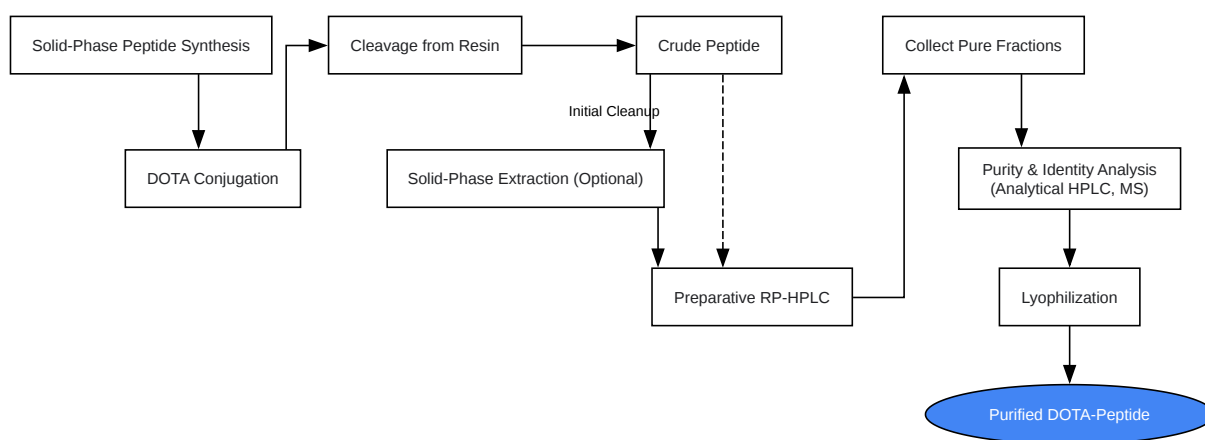 Solid-Phase Peptide Synthesis
Cleavage from Resin
Crude Peptide
Collect Pure Fractions
Initial Cleanup
DOTA Conjugation
Solid-Phase Extraction (Optional)
Purity & Identity Analysis
(Analytical HPLC, MS)
Preparative RP-HPLC
Lyophilization
Purified DOTA-Peptide